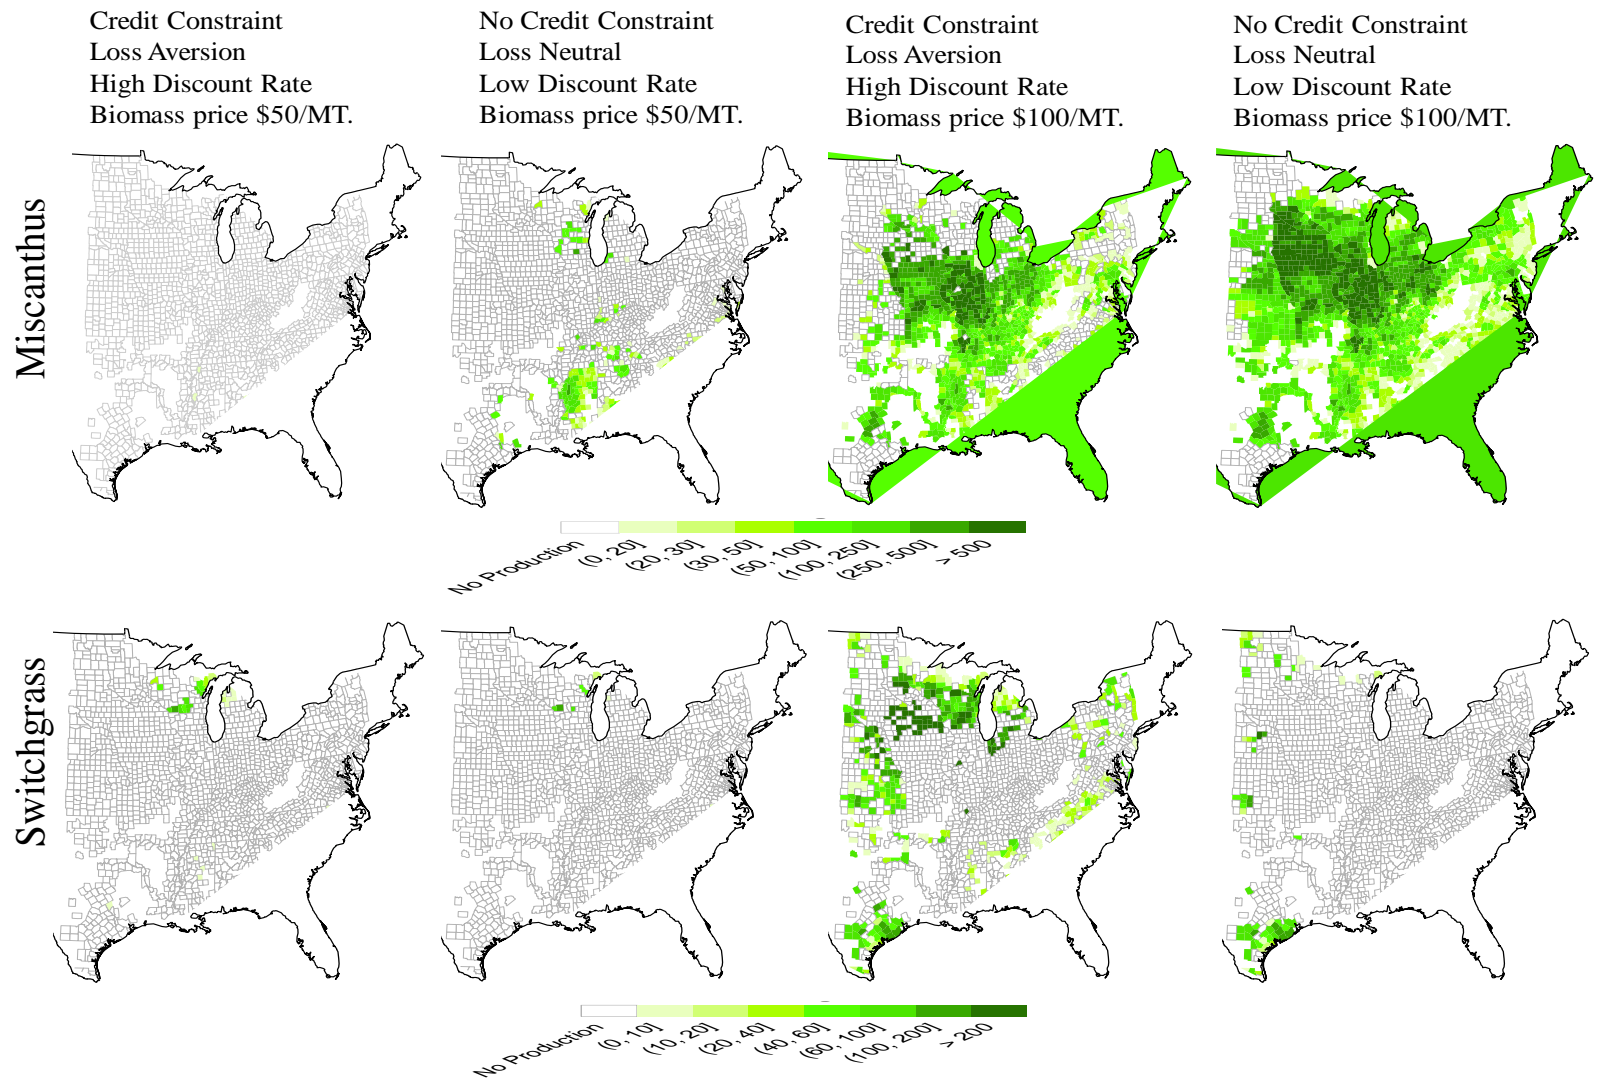 Credit Constraint
Loss Aversion
High Discount Rate
Biomass price $50/MT.
No Credit Constraint
Loss Neutral
Low Discount Rate
Biomass price $50/MT.
Credit Constraint
Loss Aversion
High Discount Rate
Biomass price $100/MT.
No Credit Constraint
Loss Neutral
Low Discount Rate
Biomass price $100/MT.
Miscanthus
No Production
(0, 20]
(20, 30]
(30, 50]
(50, 100]
(100, 250]
(250, 500]
> 500
Switchgrass
No Production
(0, 10]
(10, 20]
(20, 40]
(40, 60]
(60, 100]
(100, 200]
> 200